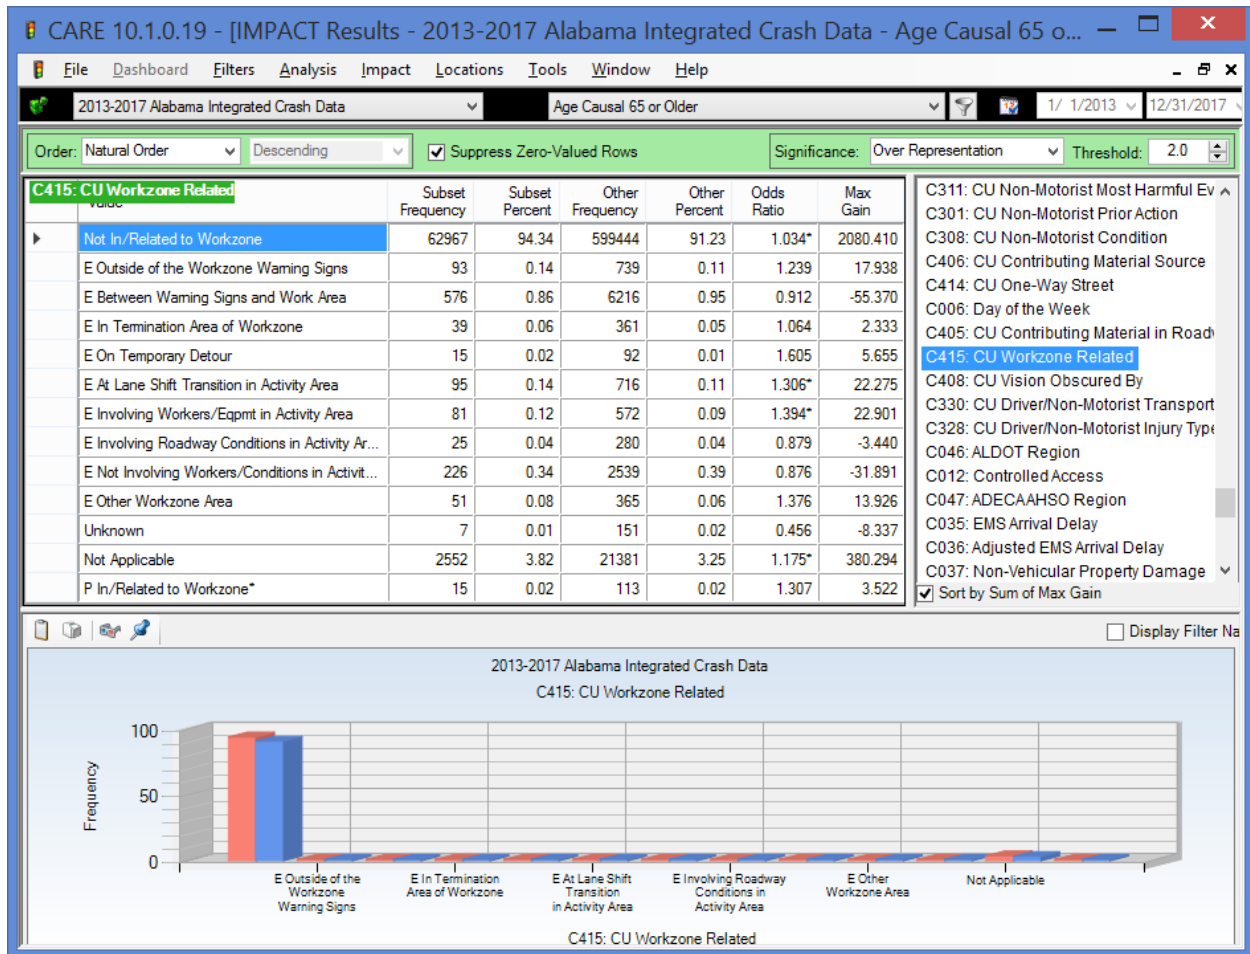 CARE 10.1.0.19 - [IMPACT Results - 2013-2017 Alabama Integrated Crash Data - Age Causal 65 o...
File Dashboard Filters Analysis Impact Locations Tools Window Help
2013-2017 Alabama Integrated Crash Data Age Causal 65 or Older 1/ 1/2013 12/31/2017
Order: Natural Order Descending Suppress Zero-Valued Rows Significance: Over Representation Threshold: 2.0
C415: CU Workzone Related
Value Subset Frequency Subset Percent Other Frequency Other Percent Odds Ratio Max Gain
Not In/Related to Workzone 62967 94.34 599444 91.23 1.034* 2080.410
E Outside of the Workzone Warning Signs 93 0.14 739 0.11 1.239 17.938
E Between Warning Signs and Work Area 576 0.86 6216 0.95 0.912 -55.370
E In Termination Area of Workzone 39 0.06 361 0.05 1.064 2.333
E On Temporary Detour 15 0.02 92 0.01 1.605 5.655
E At Lane Shift Transition in Activity Area 95 0.14 716 0.11 1.306* 22.275
E Involving Workers/Eqpmt in Activity Area 81 0.12 572 0.09 1.394* 22.901
E Involving Roadway Conditions in Activity Ar... 25 0.04 280 0.04 0.879 -3.440
E Not Involving Workers/Conditions in Activit... 226 0.34 2539 0.39 0.876 -31.891
E Other Workzone Area 51 0.08 365 0.06 1.376 13.926
Unknown 7 0.01 151 0.02 0.456 -8.337
Not Applicable 2552 3.82 21381 3.25 1.175* 380.294
P In/Related to Workzone* 15 0.02 113 0.02 1.307 3.522
C311: CU Non-Motorist Most Harmful Ev
C301: CU Non-Motorist Prior Action
C308: CU Non-Motorist Condition
C406: CU Contributing Material Source
C414: CU One-Way Street
C006: Day of the Week
C405: CU Contributing Material in Roadw
C415: CU Workzone Related
C408: CU Vision Obscured By
C330: CU Driver/Non-Motorist Transport
C328: CU Driver/Non-Motorist Injury Type
C046: ALDOT Region
C012: Controlled Access
C047: ADECAAHSO Region
C035: EMS Arrival Delay
C036: Adjusted EMS Arrival Delay
C037: Non-Vehicular Property Damage
Sort by Sum of Max Gain
Display Filter Na
2013-2017 Alabama Integrated Crash Data
C415: CU Workzone Related
Frequency
100
50
0
E Outside of the
Workzone
Warning Signs
E In Termination
Area of Workzone
E At Lane Shift
Transition
in Activity Area
E Involving Roadway
Conditions in
Activity Area
E Other
Workzone Area
Not Applicable
C415: CU Workzone Related